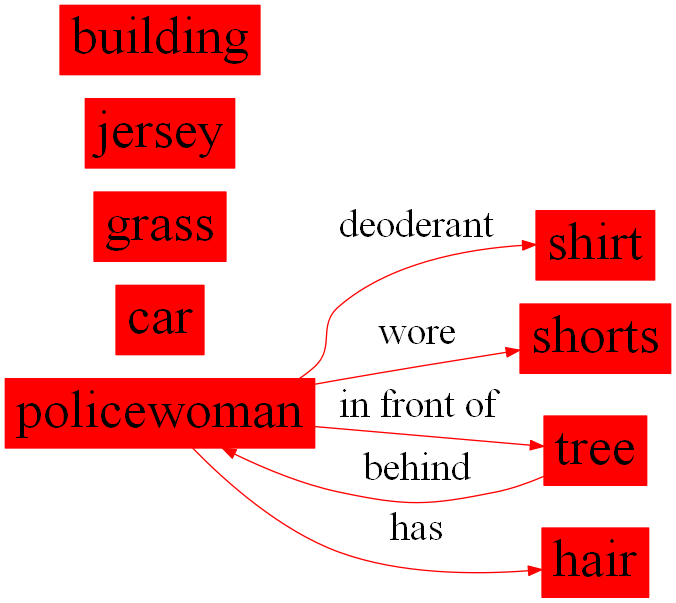 building
jersey
grass
car
policewoman
deoderant
wore
in front of
behind
has
shirt
shorts
tree
hair